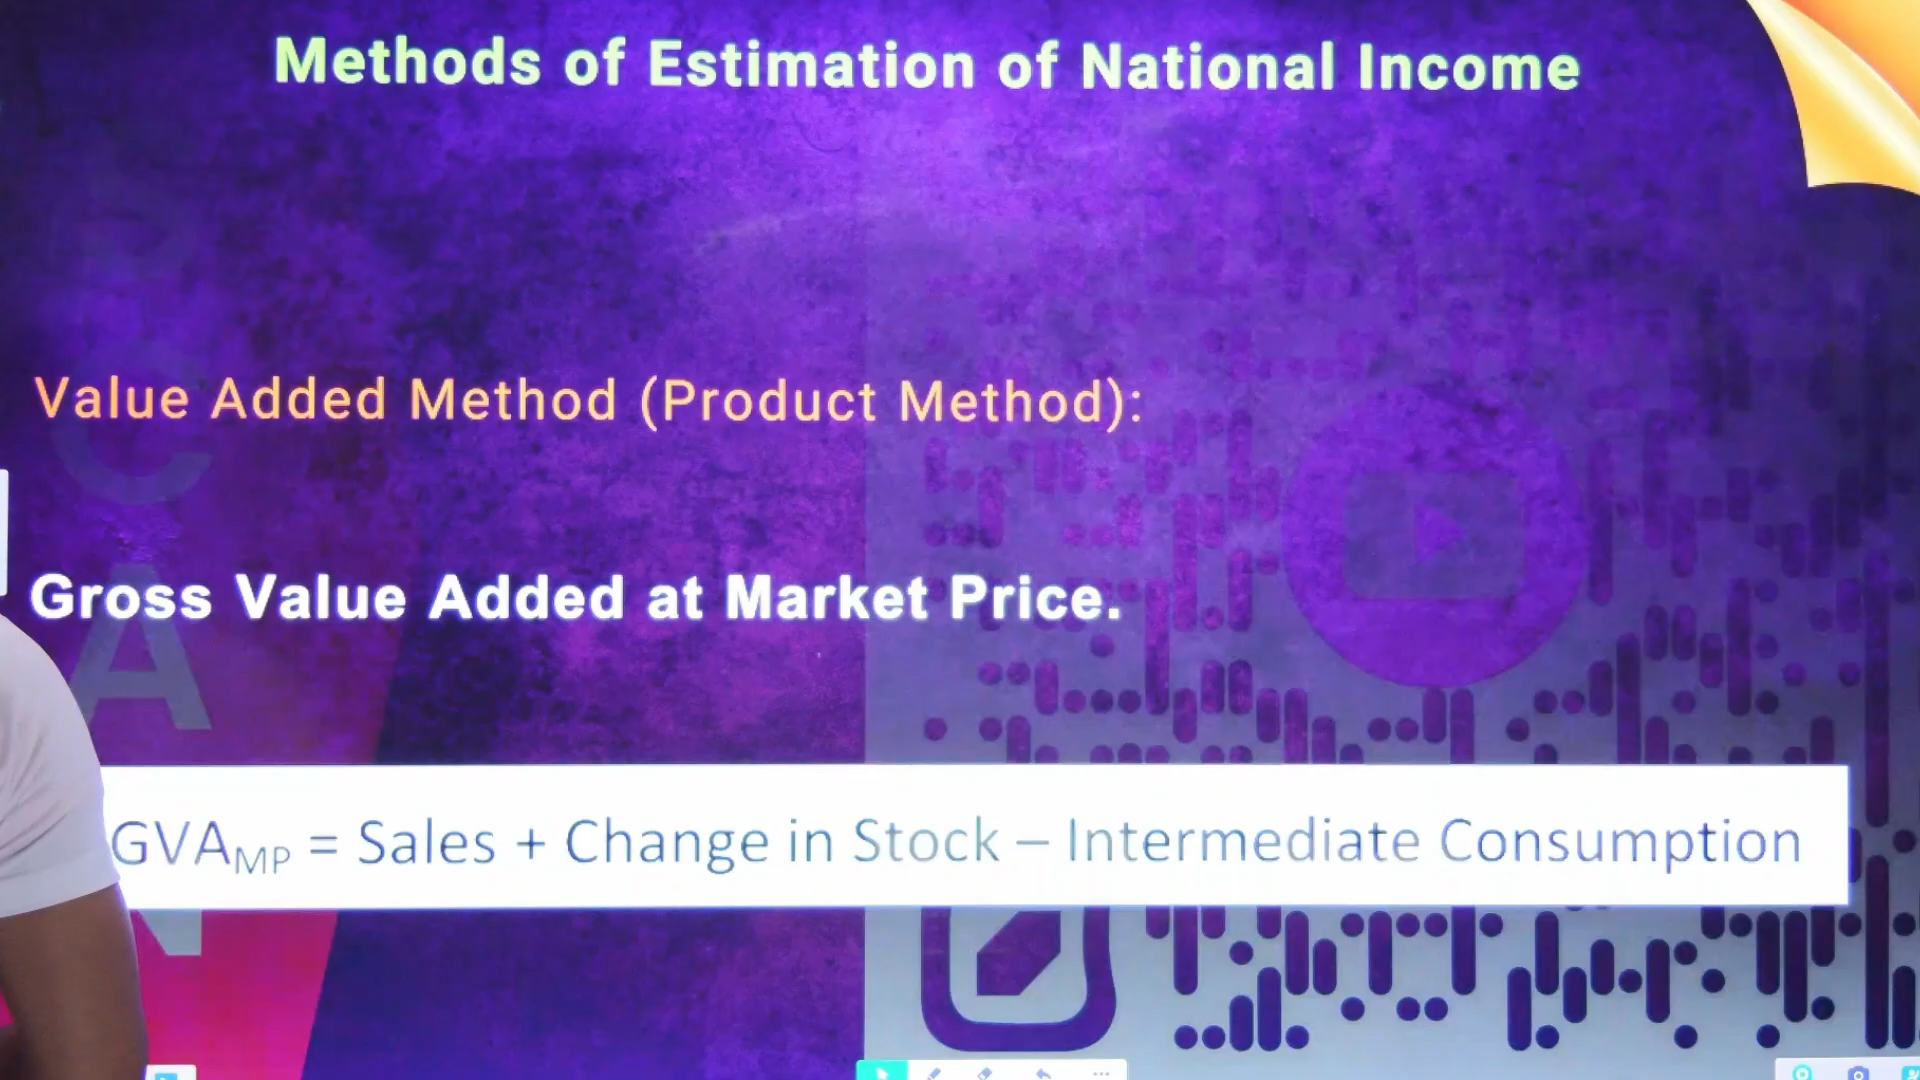 Methods of Estimation of National Income
Value Added Method (Product Method):
Gross Value Added at Market Price.
GVAMP = Sales + Change in Stock – Intermediate Consumption